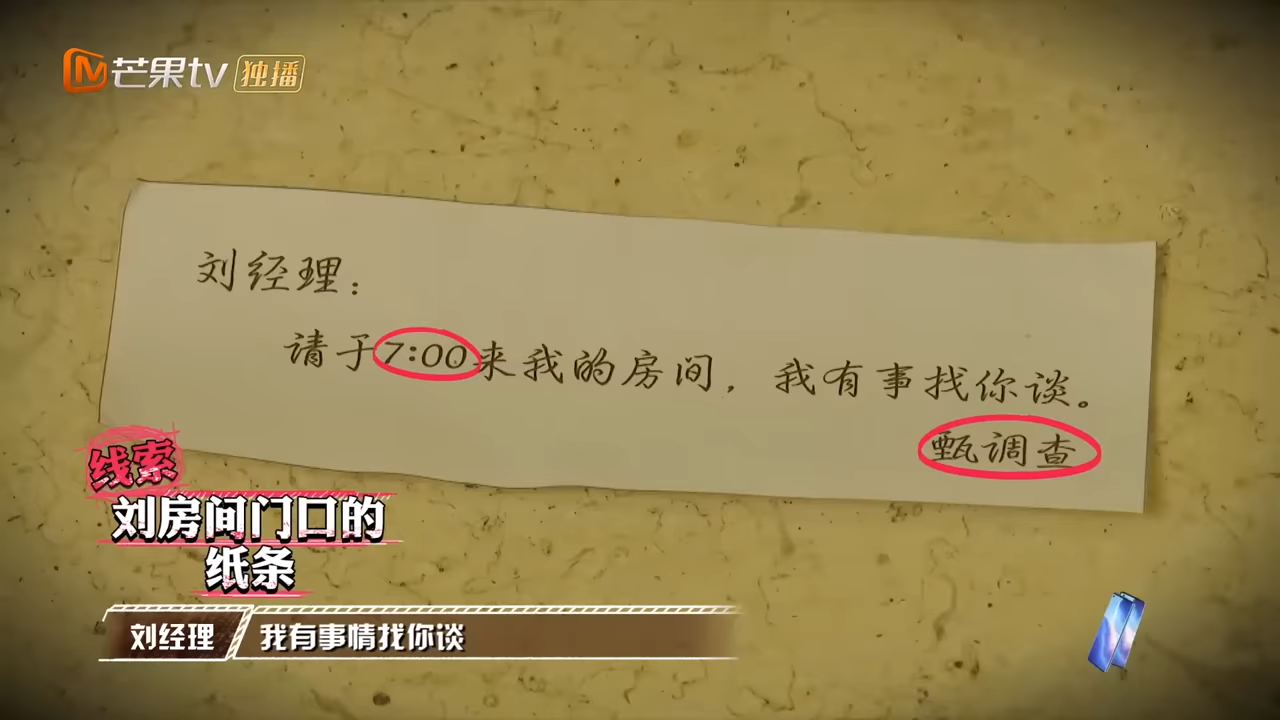 芒果tv 独播
刘经理：
请于7:00来我的房间，我有事找你谈。
甄调查
线索
刘房间门口的
纸条
刘经理 我有事情找你谈